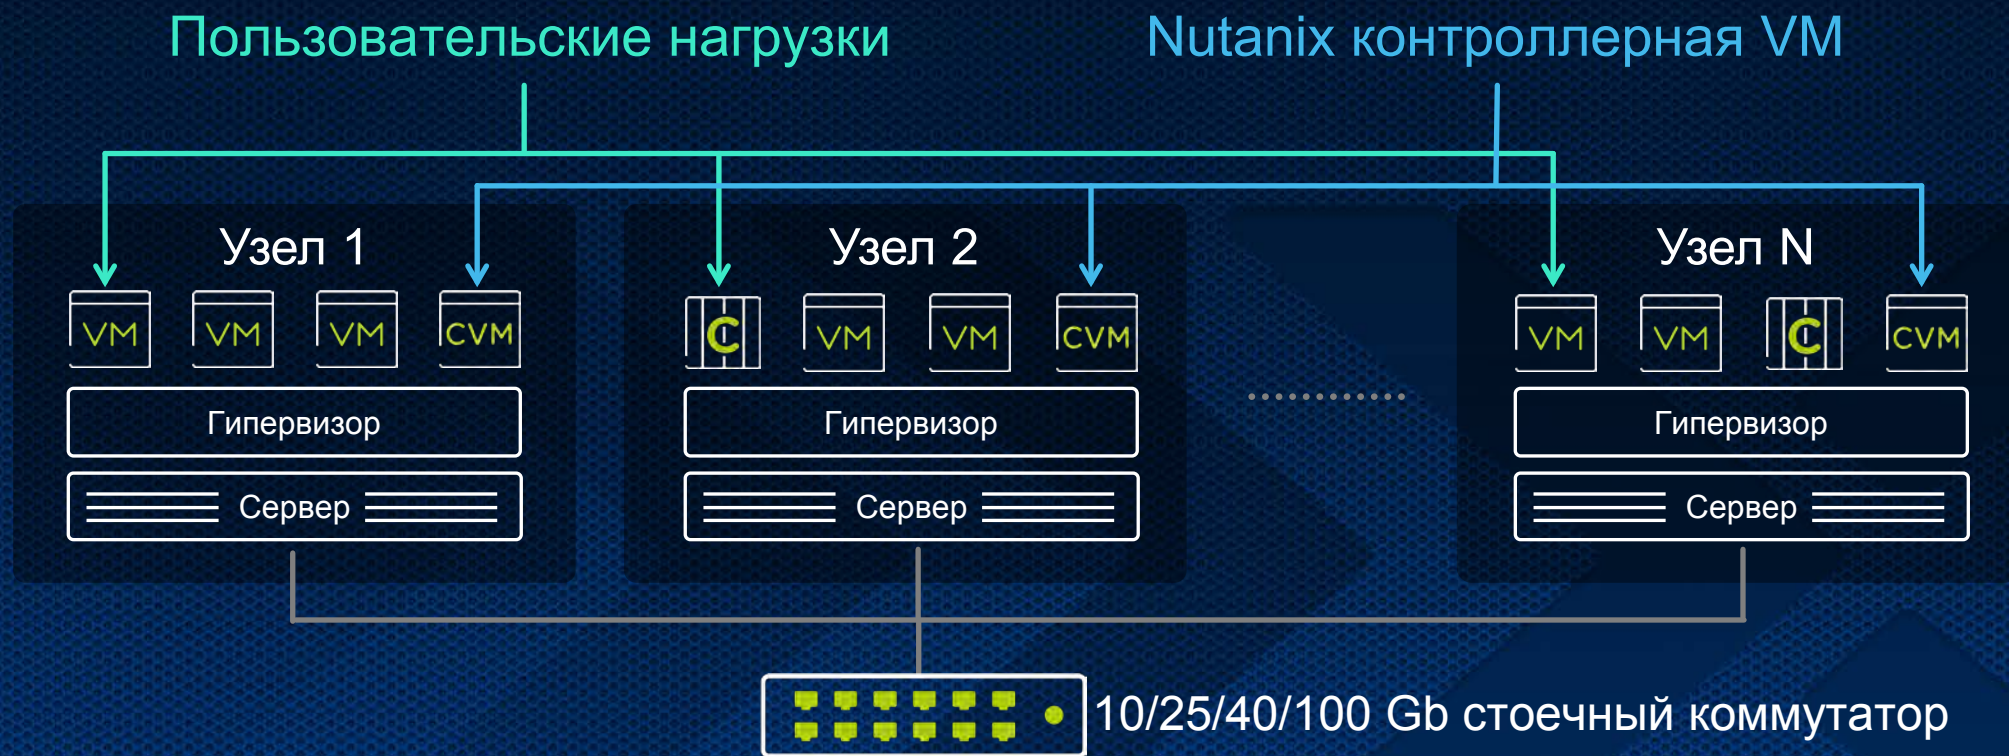 Пользовательские нагрузки
Nutanix контроллерная VM
Узел 1
Узел 2
Узел N
VM VM VM CVM
C VM VM CVM
VM VM C CVM
Гипервизор
Гипервизор
Гипервизор
Сервер
Сервер
Сервер
10/25/40/100 Gb стоечный коммутатор